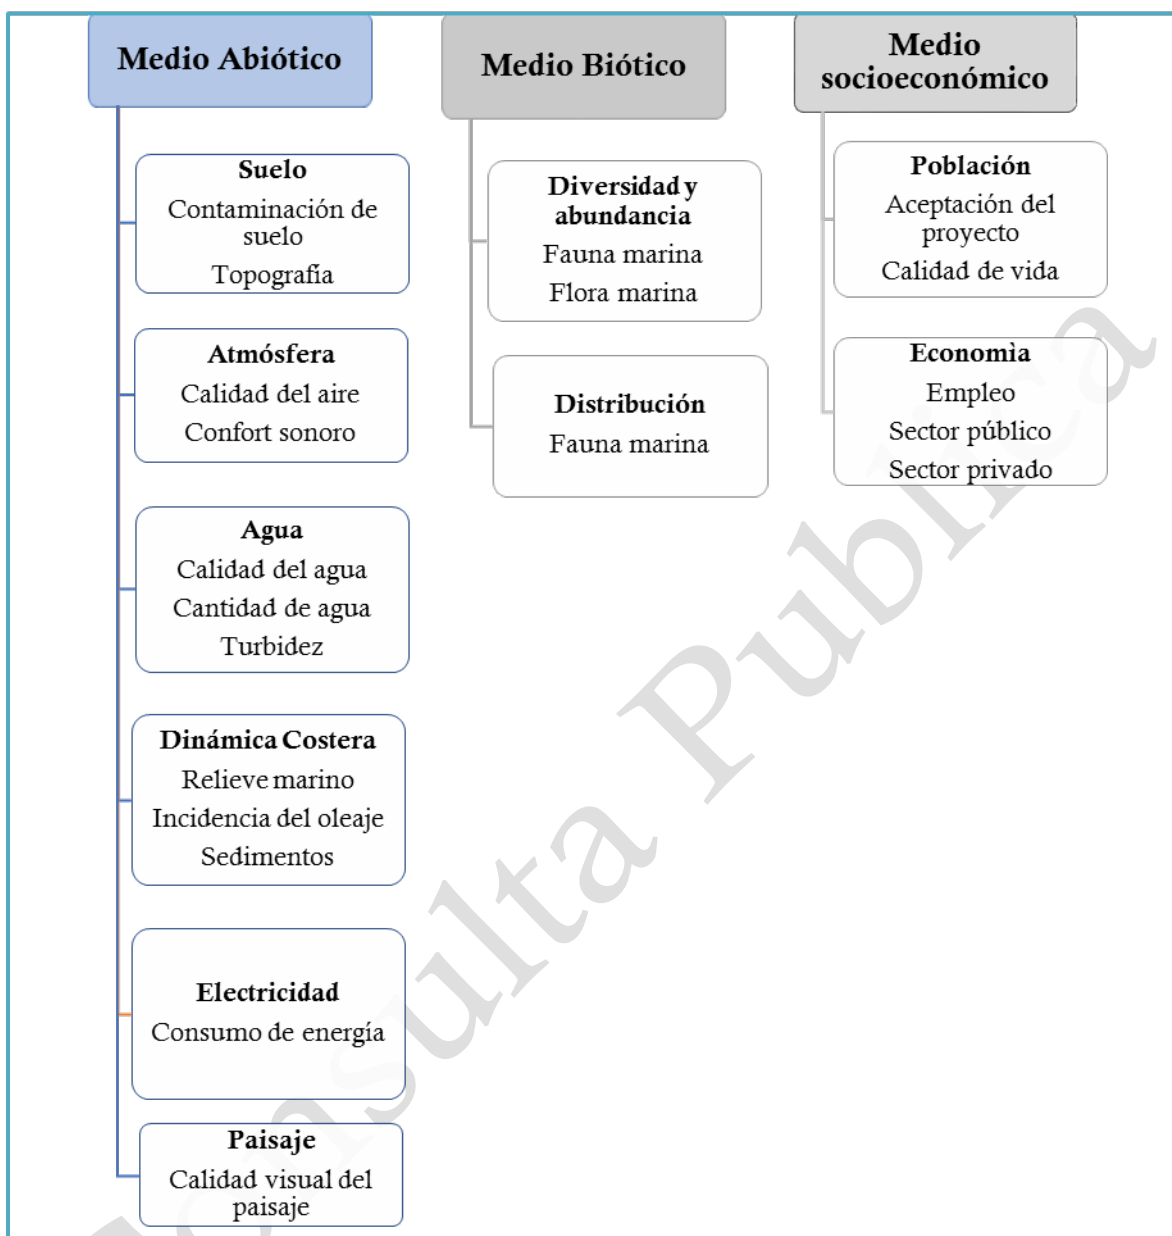 Medio Abiótico
Suelo
Contaminación de
suelo
Topografía
Atmósfera
Calidad del aire
Confort sonoro
Agua
Calidad del agua
Cantidad de agua
Turbidez
Dinámica Costera
Relieve marino
Incidencia del oleaje
Sedimentos
Electricidad
Consumo de energía
Paisaje
Calidad visual del
paisaje
Medio Biótico
Diversidad y
abundancia
Fauna marina
Flora marina
Distribución
Fauna marina
Medio
socioeconómico
Población
Aceptación del
proyecto
Calidad de vida
Economìa
Empleo
Sector público
Sector privado
Consulta Publica